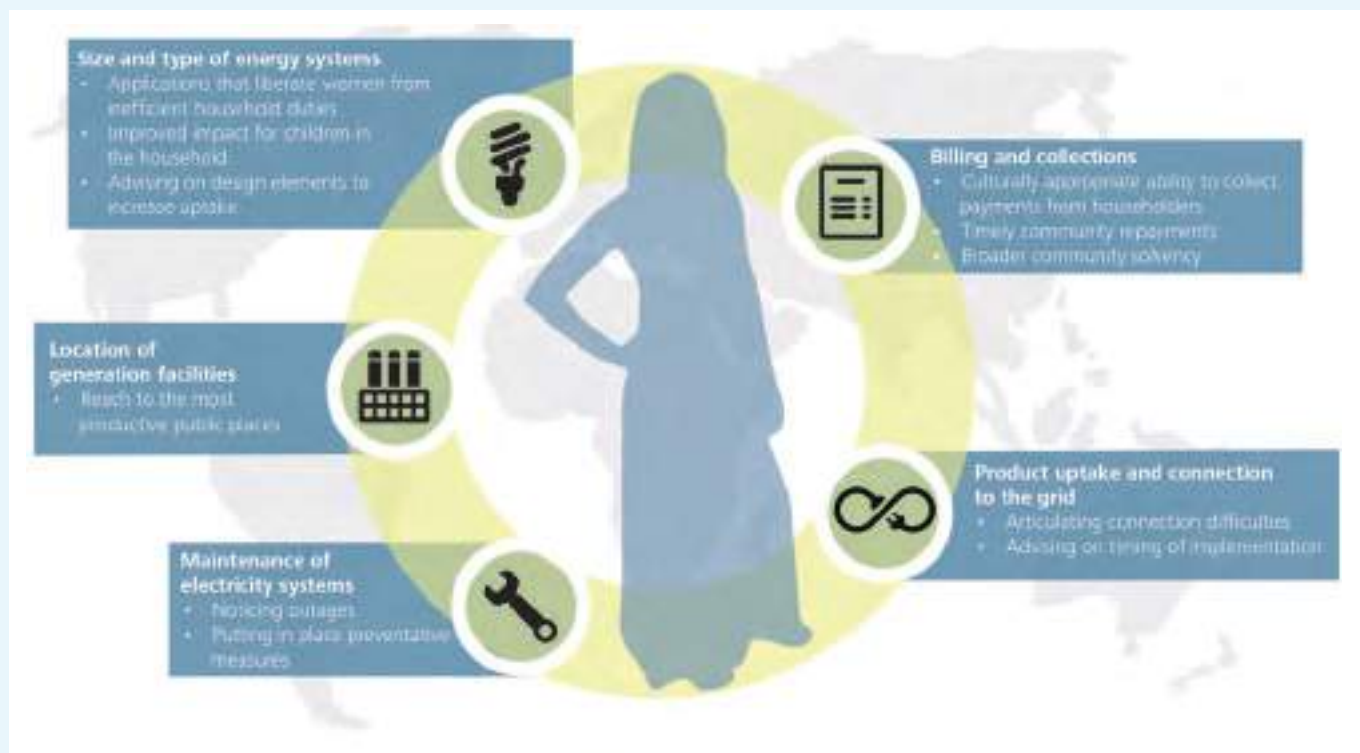 Size and type of energy systems
• Applications that liberate women from
inefficient household duties
• Improved impact for children in
the household
• Advising on design elements to
increase uptake
Billing and collections
• Culturally appropriate ability to collect
payments from householders
• Timely community repayments
• Broader community solvency
Location of
generation facilities
• Reach to the most
productive public places
Product uptake and connection
to the grid
• Articulating connection difficulties
• Advising on timing of implementation
Maintenance of
electricity systems
• Noticing outages
• Putting in place preventative
measures